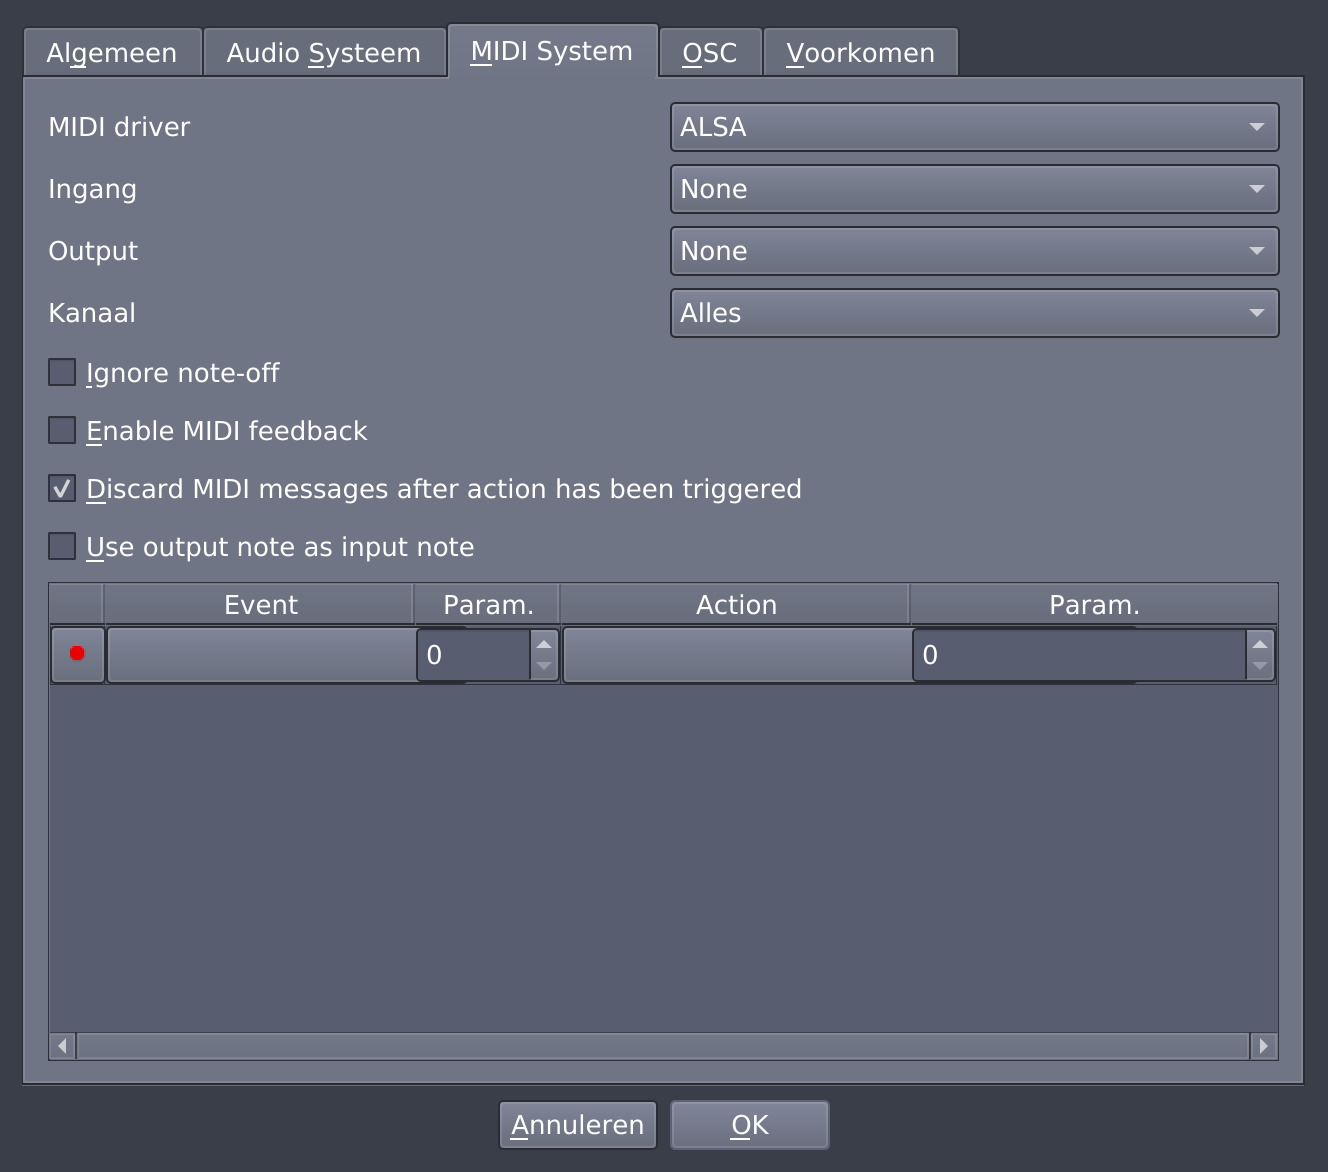 Algemeen Audio Systeem MIDI System OSC Voorkomen
MIDI driver ALSA
Ingang None
Output None
Kanaal Alles
Ignore note-off
Enable MIDI feedback
Discard MIDI messages after action has been triggered
Use output note as input note
Event Param. Action Param.
0 0
Annuleren OK